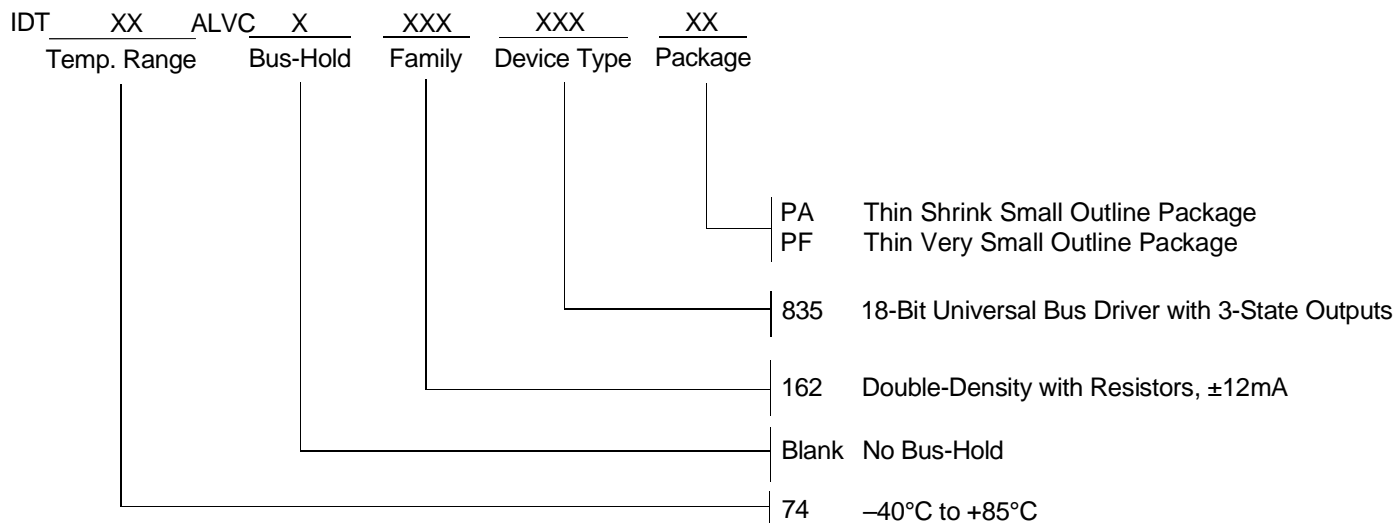 IDT XX ALVC X XXX XXX XX
Temp. Range Bus-Hold Family Device Type Package
PA Thin Shrink Small Outline Package
PF Thin Very Small Outline Package
835 18-Bit Universal Bus Driver with 3-State Outputs
162 Double-Density with Resistors, ±12mA
Blank No Bus-Hold
74 –40°C to +85°C